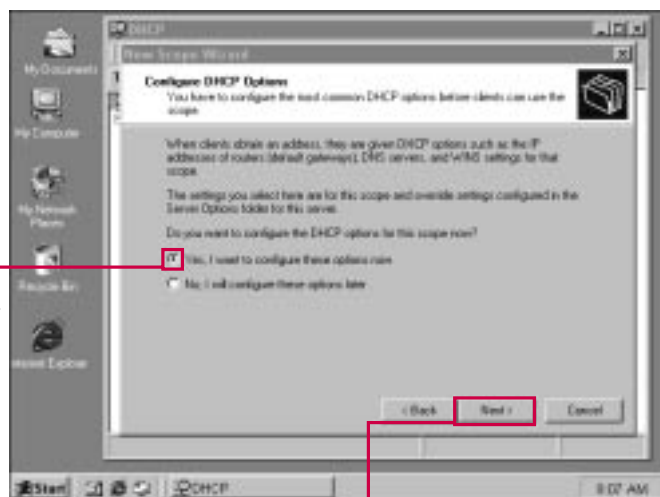 DHCP
New Scope Wizard
My Documents
Configure DHCP Options
You have to configure the most common DHCP options before clients can use the
scope.
My Computer
When clients obtain an address, they are given DHCP options such as the IP
addresses of routers (default gateways), DNS servers, and WINS settings for that
scope.
The settings you select here are for this scope and override settings configured in the
Server Options folder for this server.
My Network
Places
Do you want to configure the DHCP options for this scope now?
Yes, I want to configure these options now
No, I will configure these options later
Recycle Bin
Internet Explorer
< Back
Next >
Cancel
Start
DHCP
8:07 AM